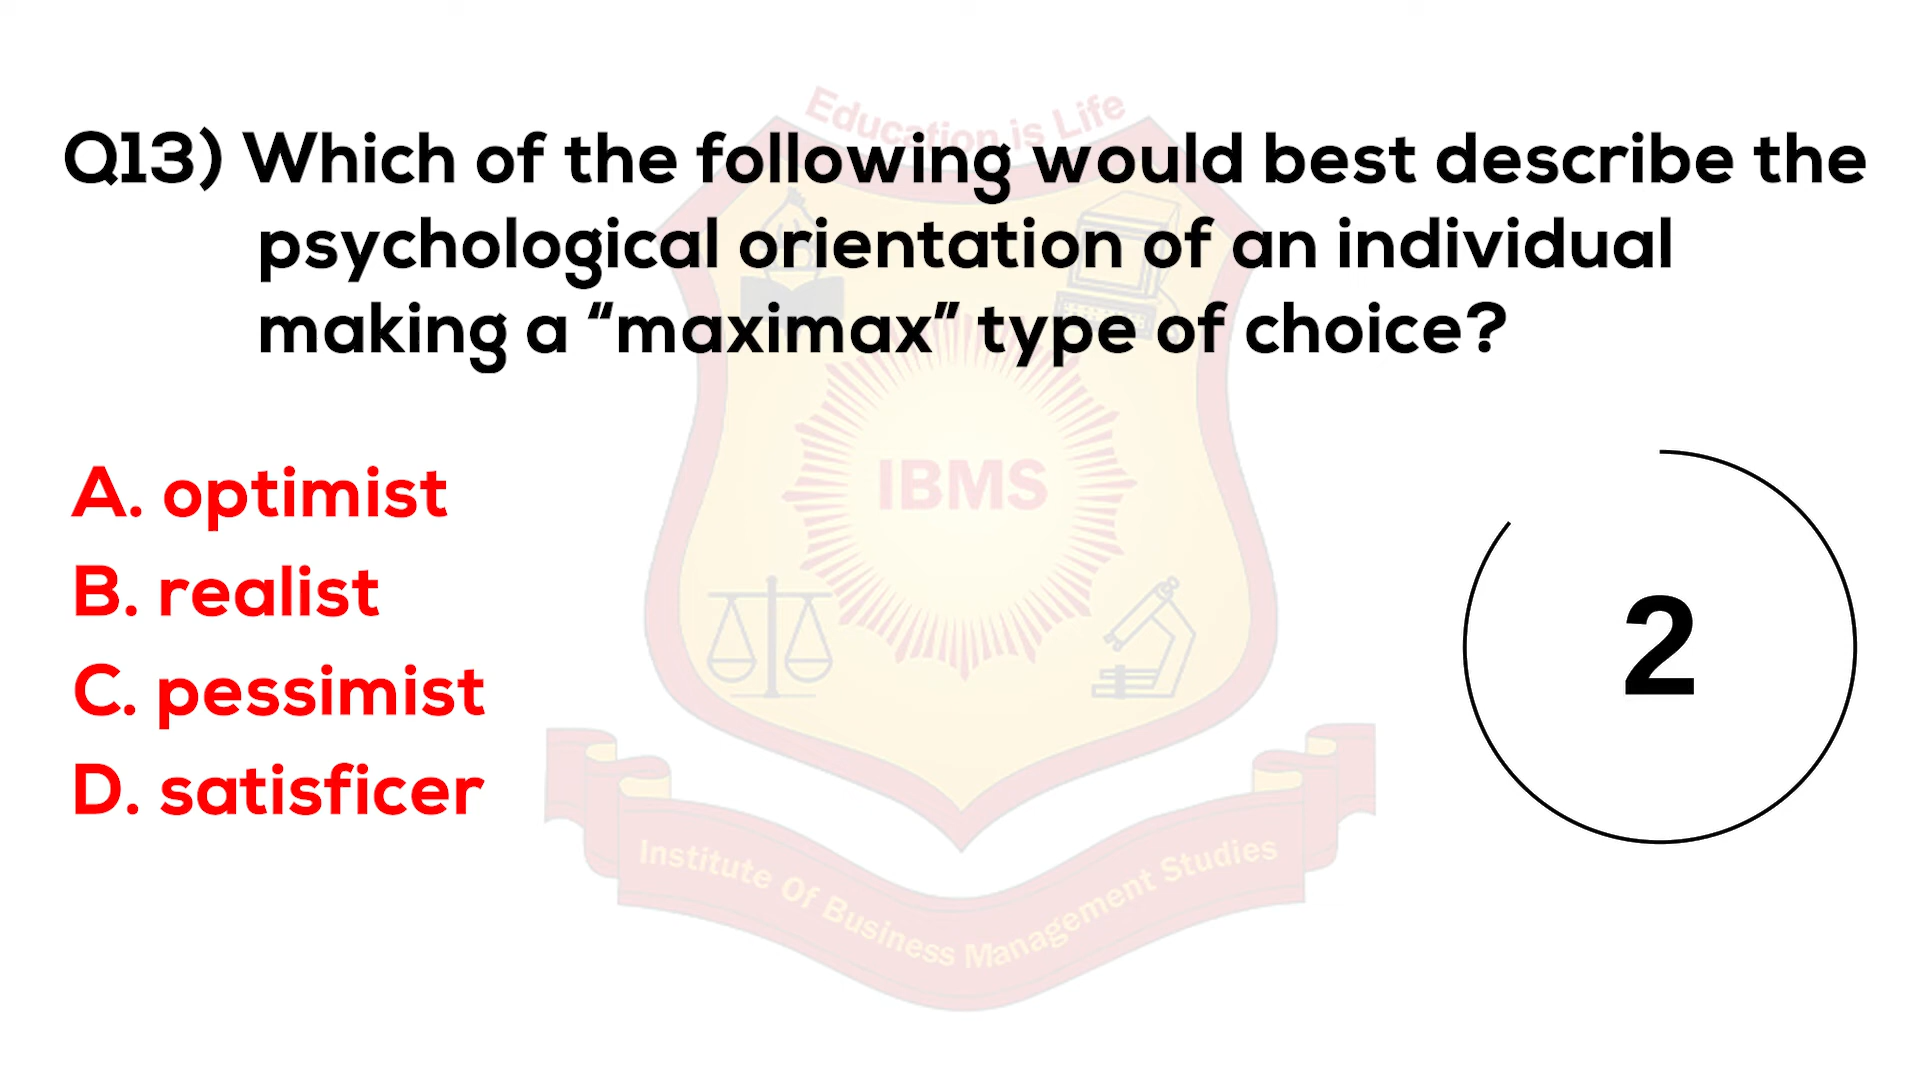 Education is Life
Q13) Which of the following would best describe the
psychological orientation of an individual
making a “maximax” type of choice?
IBMS
A. optimist
B. realist
C. pessimist
D. satisficer
2
Institute Of Business Management Studies